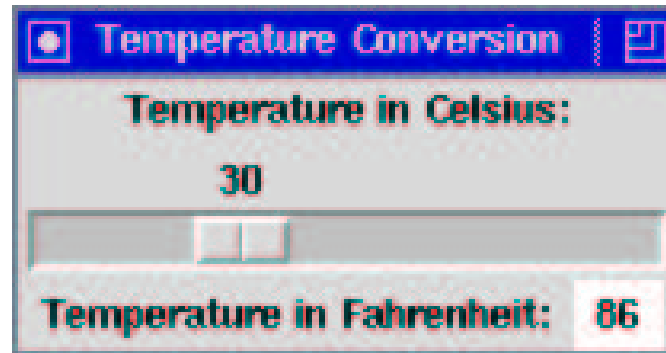 Temperature Conversion
Temperature in Celsius:
30
Temperature in Fahrenheit: 86